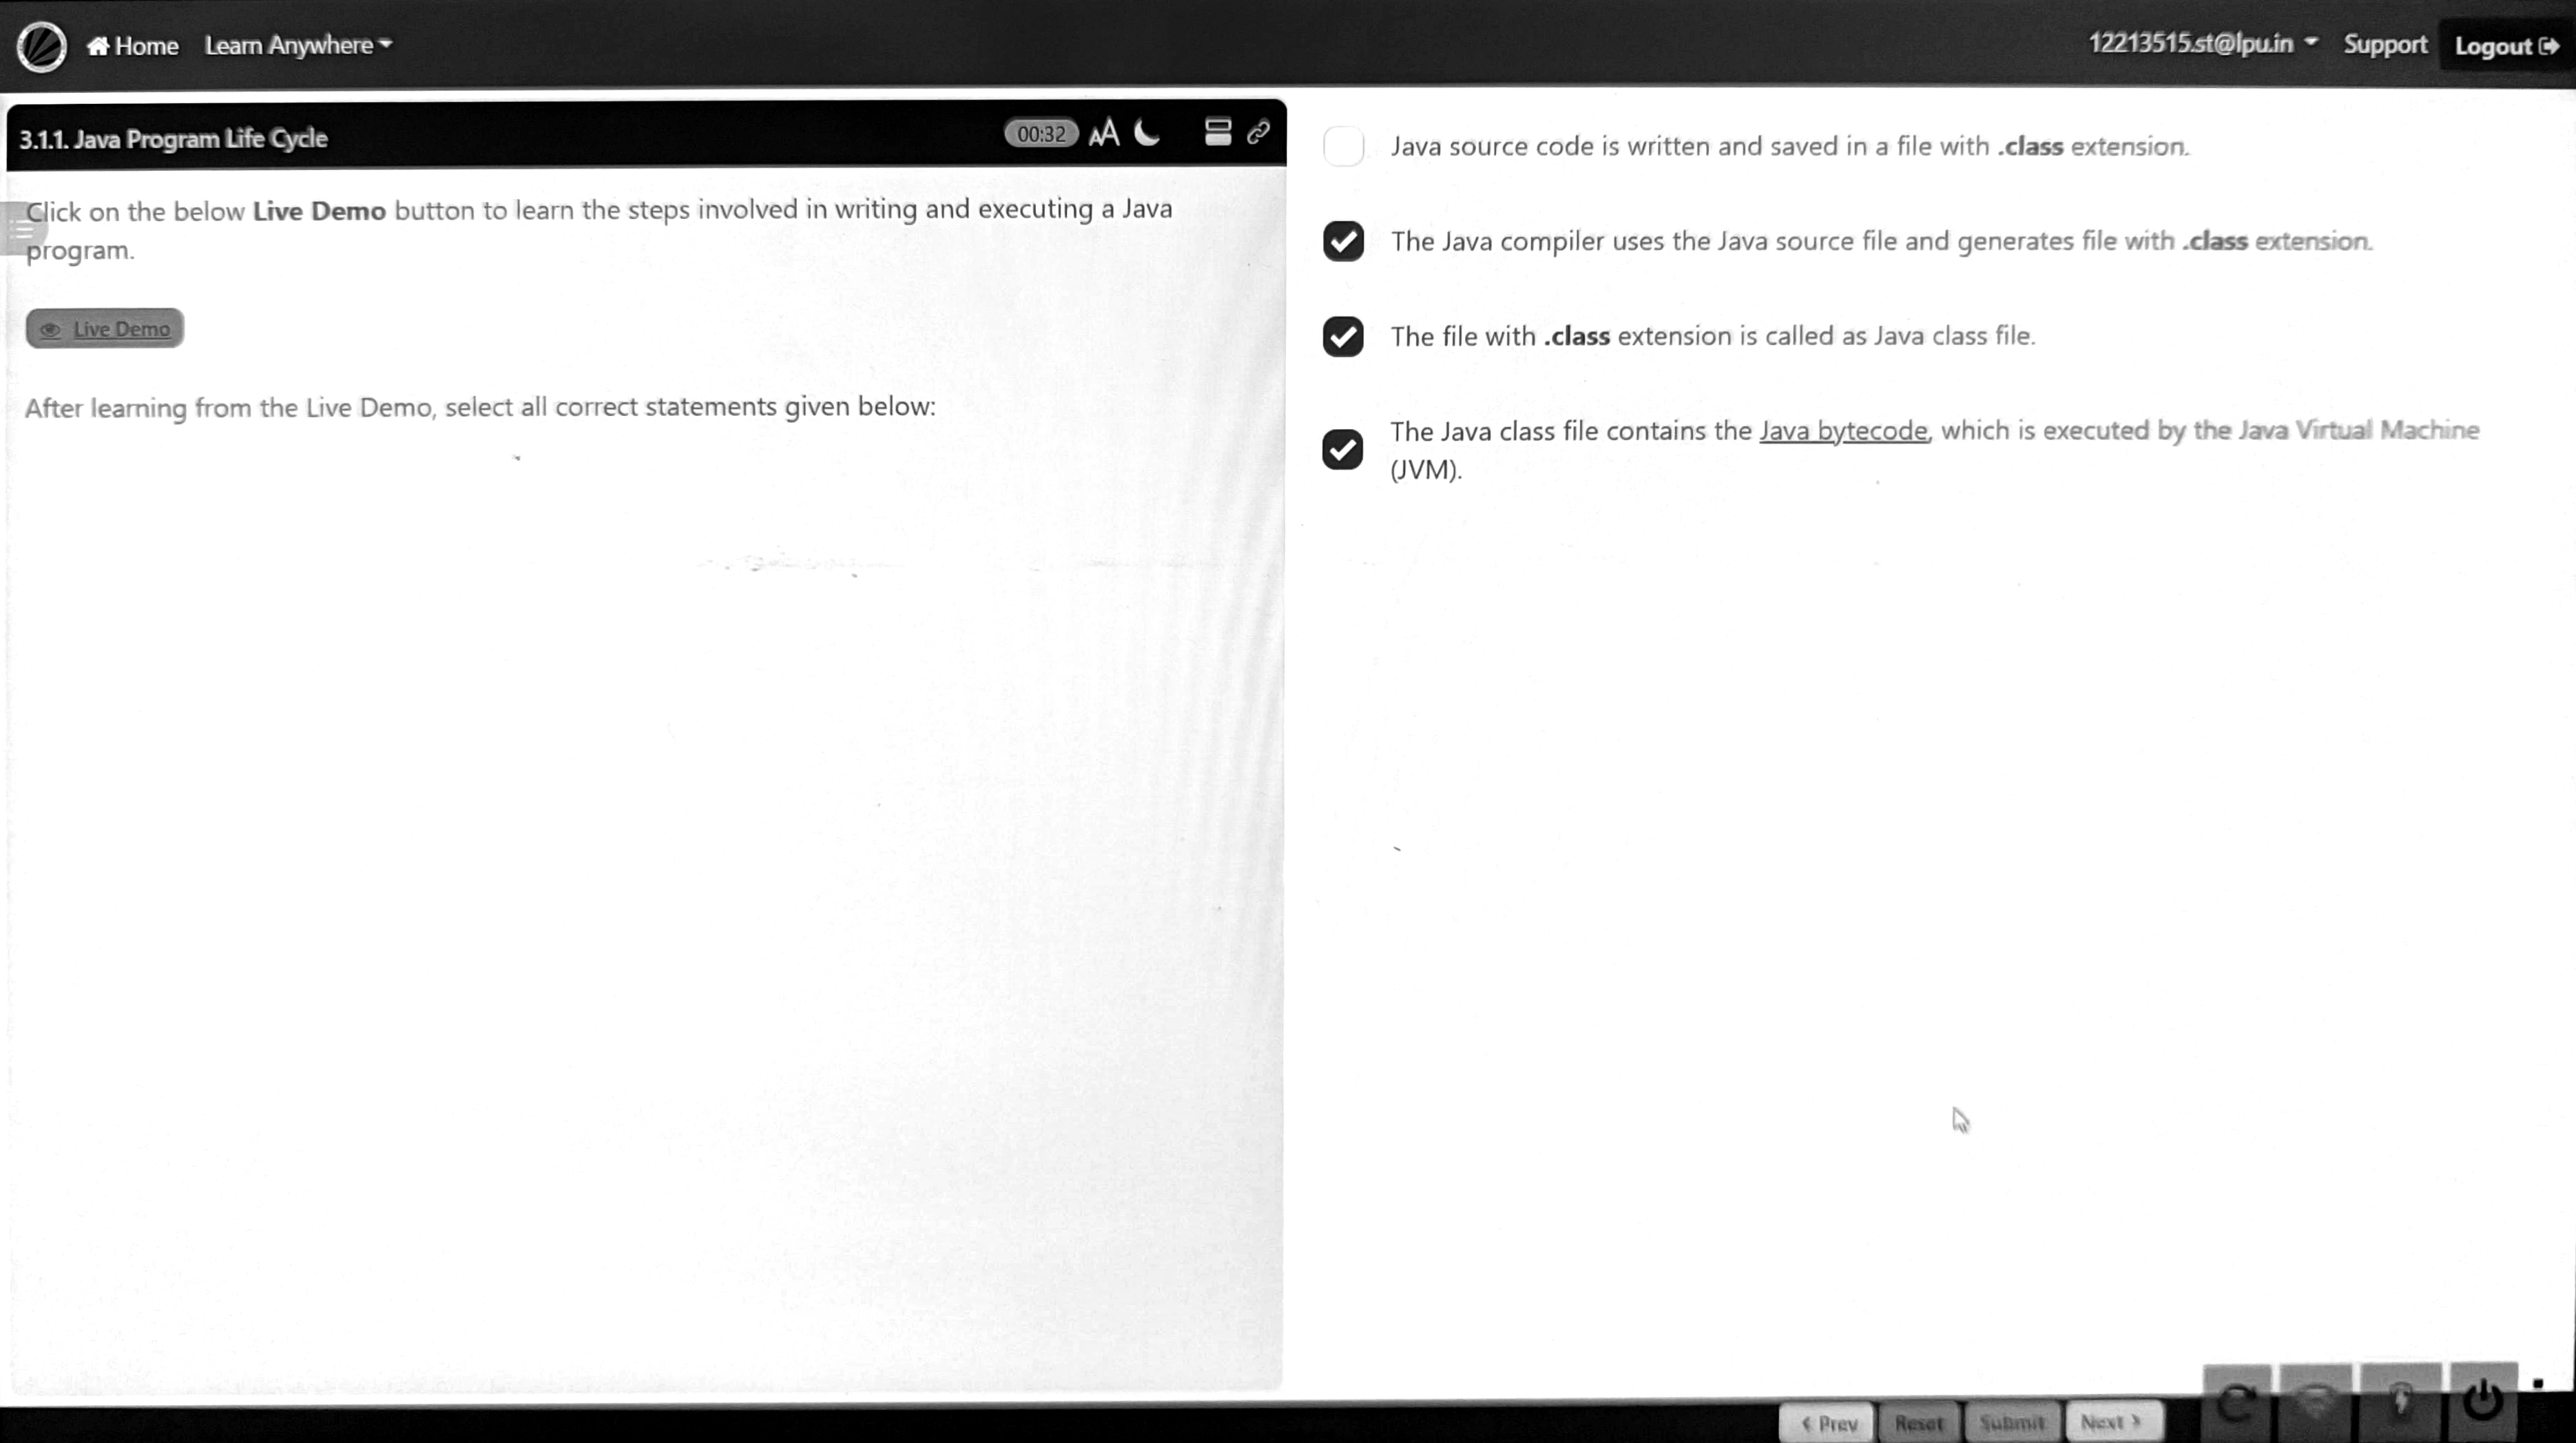 Home Learn Anywhere
12213515.st@lpu.in Support Logout
3.1.1. Java Program Life Cycle
00:32 AA
Click on the below Live Demo button to learn the steps involved in writing and executing a Java
program.
Live Demo
After learning from the Live Demo, select all correct statements given below:
Java source code is written and saved in a file with .class extension.
The Java compiler uses the Java source file and generates file with .class extension.
The file with .class extension is called as Java class file.
The Java class file contains the Java bytecode, which is executed by the Java Virtual Machine
(JVM).
Prev Reset Submit Next